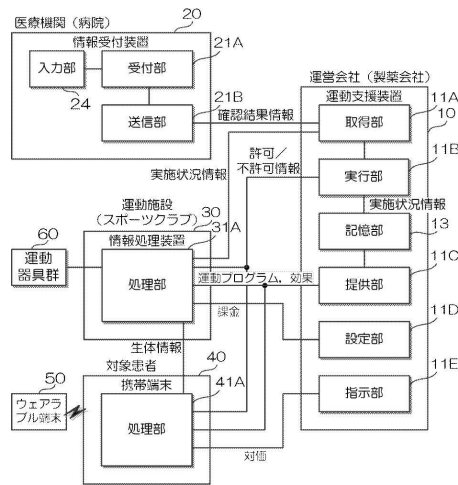 医療機関（病院）
20
情報受付装置
21A
入力部
受付部
24
21B
送信部
運営会社（製薬会社）
運動支援装置
11A
10
取得部
確認結果情報
許可／
不許可情報
11B
実行部
実施状況情報
実施状況情報
記憶部
13
運動施設
（スポーツクラブ）
30
31A
情報処理装置
60
運動
器具群
処理部
運動プログラム，効果
11C
提供部
課金
11D
設定部
生体情報
対象患者
40
携帯端末
41A
11E
指示部
50
ウェアラ
ブル端末
処理部
対価